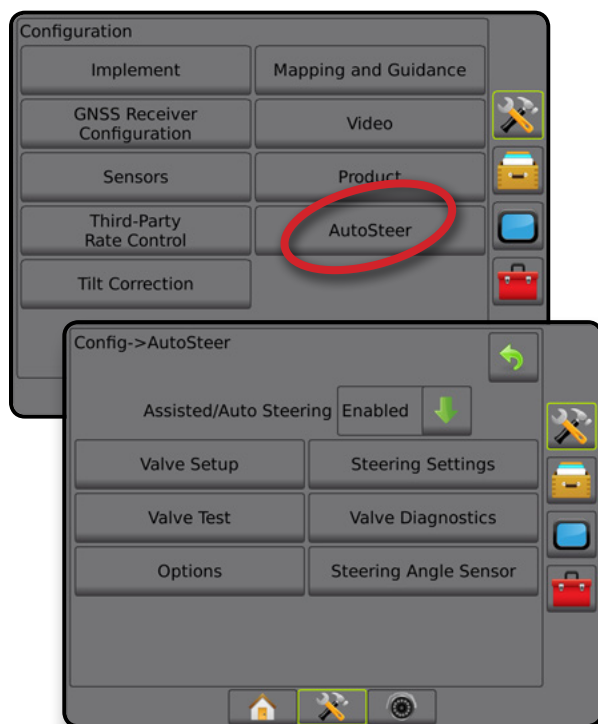 Configuration
Implement
Mapping and Guidance
GNSS Receiver
Configuration
Video
Sensors
Product
Third-Party
Rate Control
AutoSteer
Tilt Correction
Config->AutoSteer
Assisted/Auto Steering Enabled
Valve Setup
Steering Settings
Valve Test
Valve Diagnostics
Options
Steering Angle Sensor